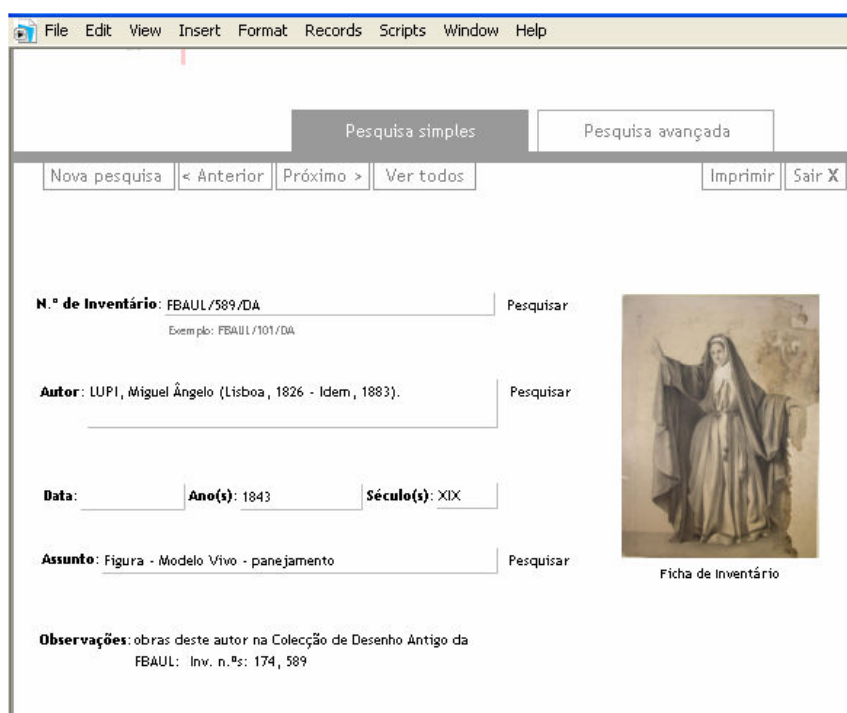 File Edit View Insert Format Records Scripts Window Help
Pesquisa simples Pesquisa avançada
Nova pesquisa < Anterior Próximo > Ver todos Imprimir Sair X
N.º de Inventário: FBAUL/589/DA Pesquisar
Exemplo: FBAUL/101/DA
Autor: LUPI, Miguel Ângelo (Lisboa, 1826 - Idem, 1883). Pesquisar
Data: Ano(s): 1843 Século(s): XIX
Assunto: Figura - Modelo Vivo - panejamento Pesquisar
Ficha de Inventário
Observações: obras deste autor na Colecção de Desenho Antigo da
FBAUL: Inv. n.ºs: 174, 589